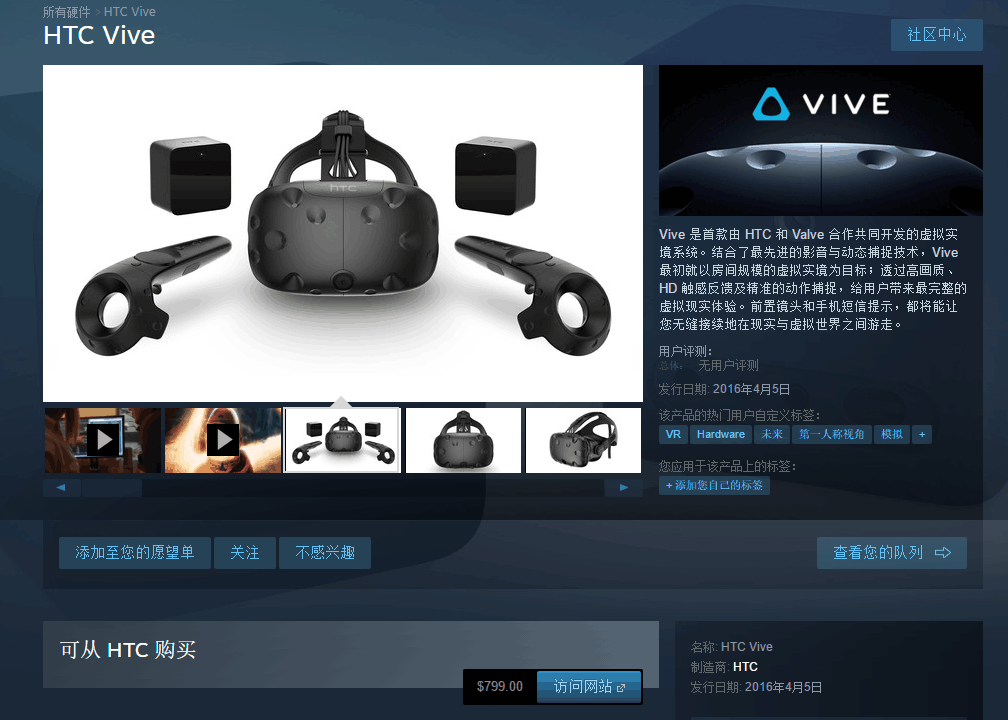 所有硬件 > HTC Vive
HTC Vive
社区中心
htc
VIVE
Vive 是首款由 HTC 和 Valve 合作共同开发的虚拟实
境系统。结合了最先进的影音与动态捕捉技术，Vive
最初就以房间规模的虚拟实境为目标；透过高画质、
HD 触感反馈及精准的动作捕捉，给用户带来最完整的
虚拟现实体验。前置镜头和手机短信提示，都将能让
您无缝接续地在现实与虚拟世界之间游走。
用户评测：
总体： 无用户评测
发行日期: 2016年4月5日
该产品的热门用户自定义标签：
VR Hardware 未来 第一人称视角 模拟 +
您应用于该产品上的标签：
+ 添加您自己的标签
添加至您的愿望单 关注 不感兴趣
查看您的队列
可从 HTC 购买
$799.00 访问网站
名称: HTC Vive
制造商: HTC
发行日期: 2016年4月5日